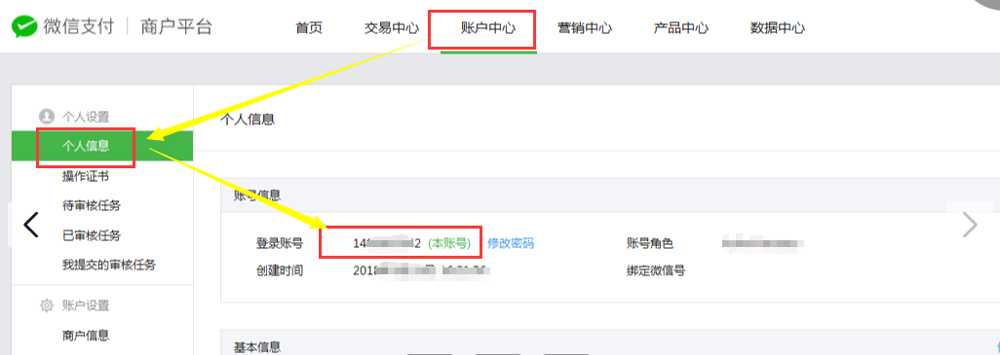 微信支付 商户平台 首页 交易中心 账户中心 营销中心 产品中心 数据中心
个人设置
个人信息
操作证书
待审核任务
已审核任务
我提交的审核任务
账户设置
商户信息
个人信息
账号信息
登录账号 (本账号) 修改密码 账号角色
创建时间 绑定微信号
基本信息